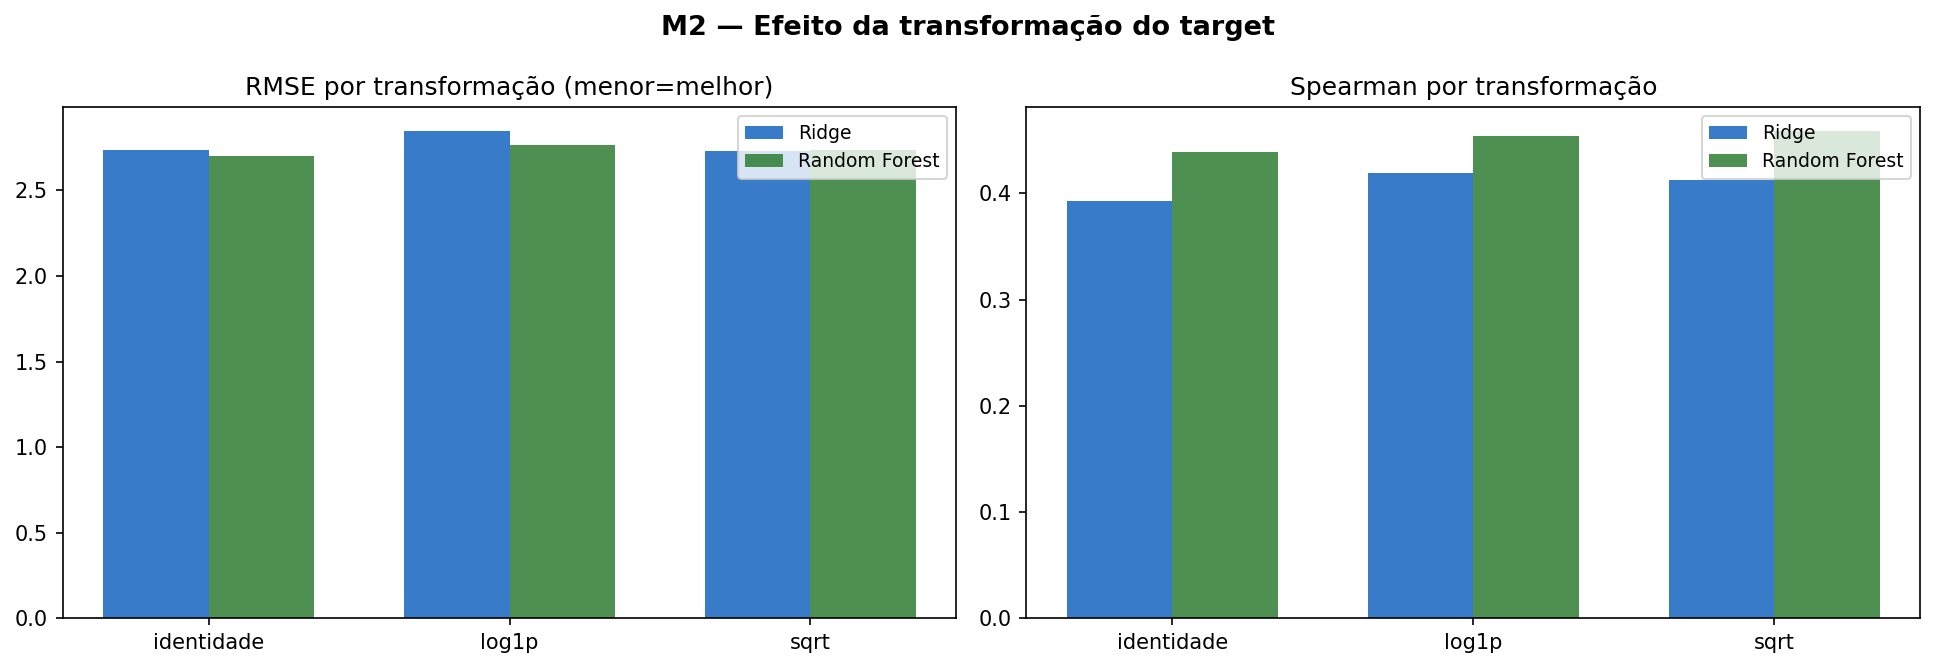 M2 — Efeito da transformação do target
RMSE por transformação (menor=melhor)
Ridge
Random Forest
2.5
2.0
1.5
1.0
0.5
0.0
identidade
log1p
sqrt
Spearman por transformação
Ridge
Random Forest
0.4
0.3
0.2
0.1
0.0
identidade
log1p
sqrt